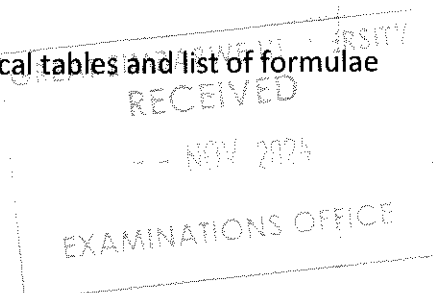 cal tables and list of formulae
RECEIVED
-- NOV 2024
EXAMINATIONS OFFICE